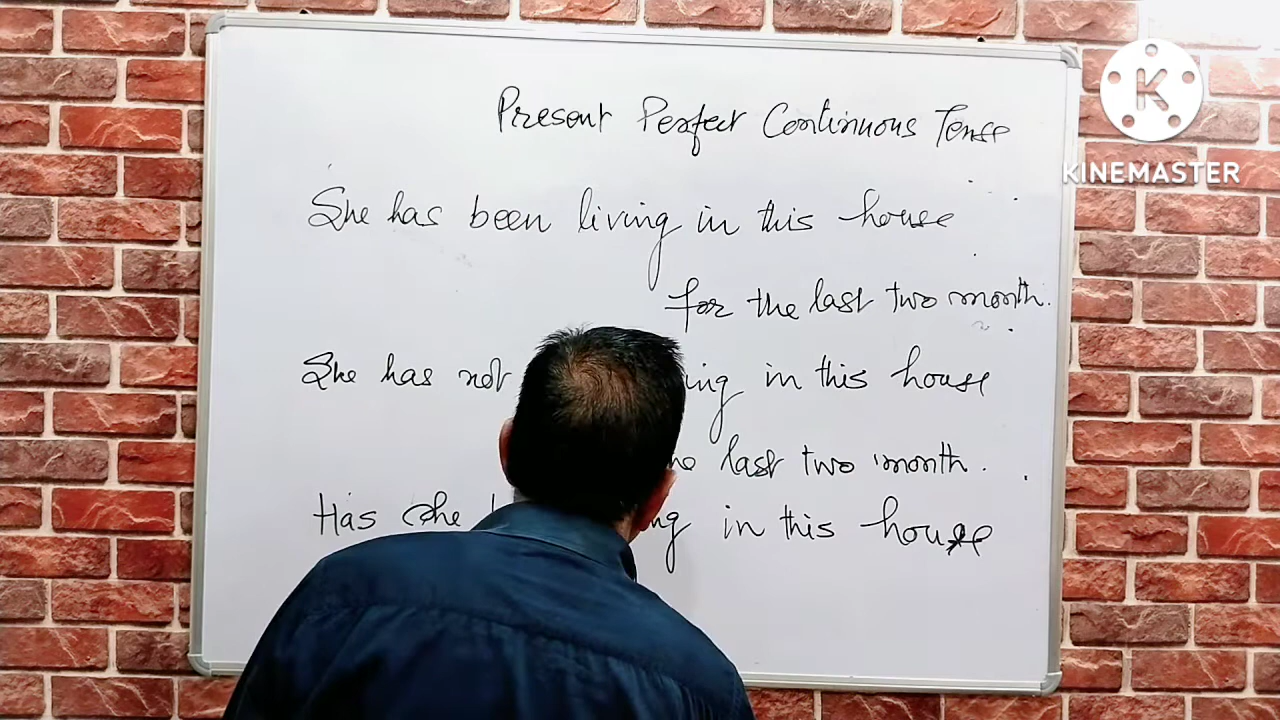 Present Perfect Continuous Tense
She has been living in this house
for the last two month.
She has not ing in this house
last two month.
Has she in this house
KINEMASTER